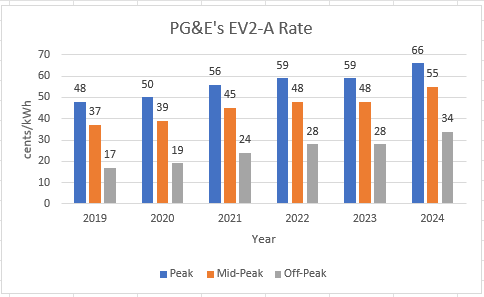 PG&E's EV2-A Rate
70
60
50
40
30
20
10
0
cents/kWh
48 37 17
50 39 19
56 45 24
59 48 28
59 48 28
66 55 34
2019 2020 2021 2022 2023 2024
Year
Peak Mid-Peak Off-Peak